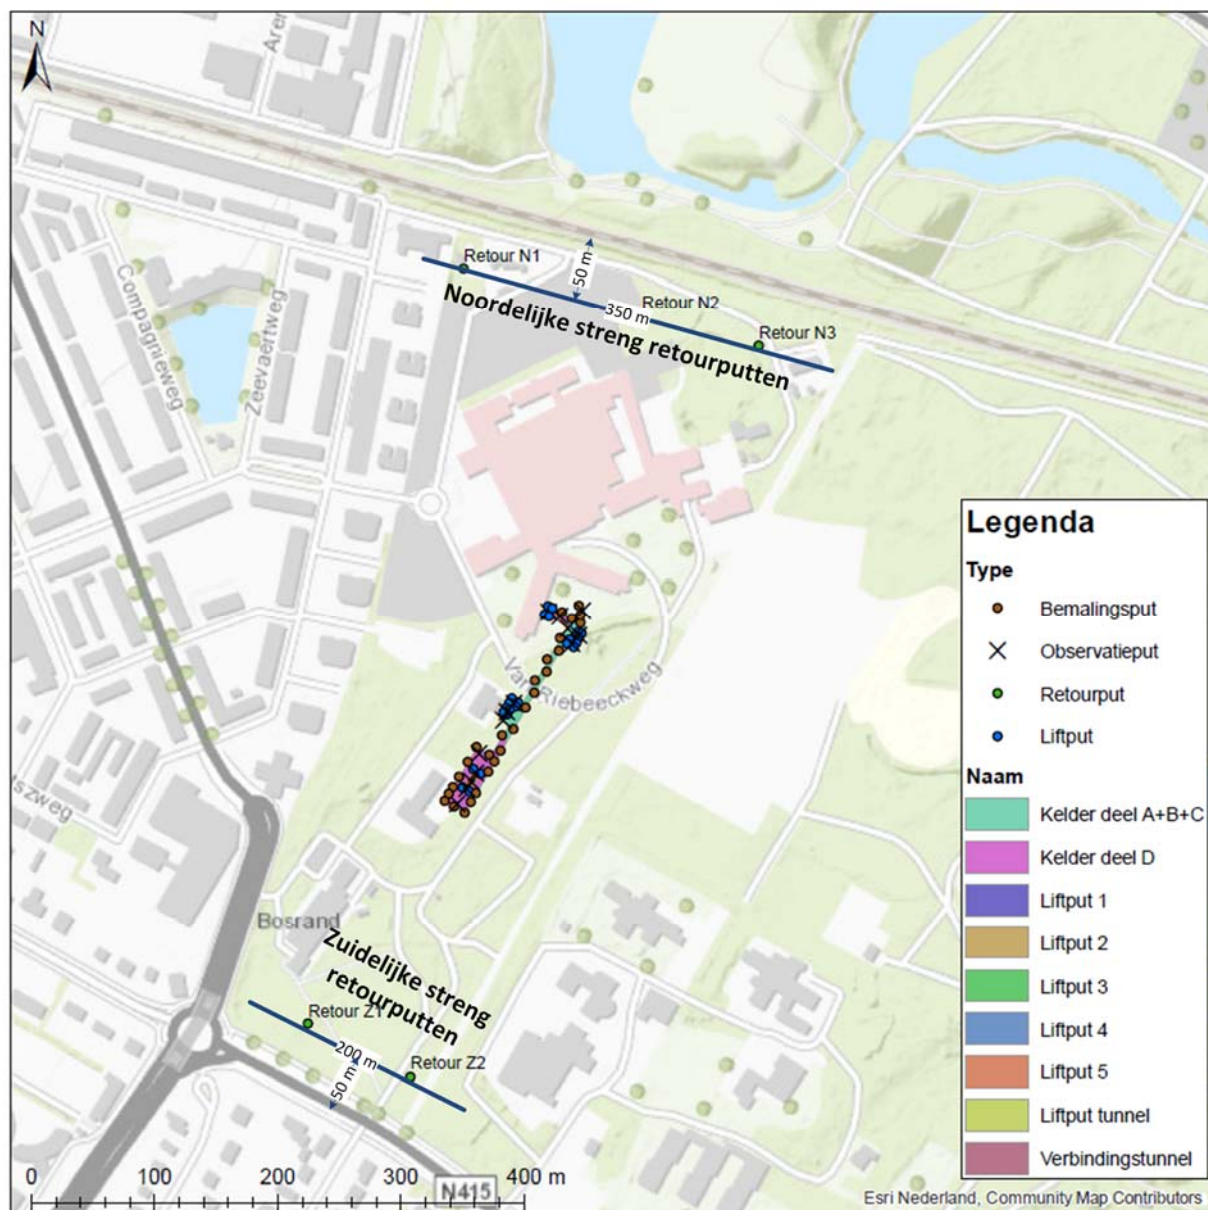 N
Aren
Retour N1
50 m
Retour N2
350 m
Retour N3
Noordelijke streng retourputten
Compagnieweg
Zeevaertweg
Van Riebeeckweg
szweg
Bosrand
Zuidelijke streng
retourputten
Retour Z1
200 m
Retour Z2
50 m
0 100 200 300 400 m
N415
Legenda
Type
Bemalingsput
Observatieput
Retourput
Liftput
Naam
Kelder deel A+B+C
Kelder deel D
Liftput 1
Liftput 2
Liftput 3
Liftput 4
Liftput 5
Liftput tunnel
Verbindingstunnel
Esri Nederland, Community Map Contributors